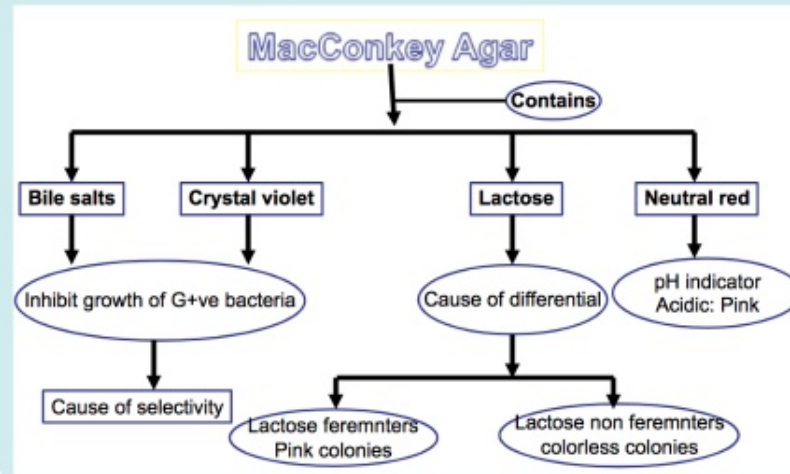 MacConkey Agar
Contains
Bile salts
Crystal violet
Lactose
Neutral red
Inhibit growth of G+ve bacteria
Cause of differential
pH indicator
Acidic: Pink
Cause of selectivity
Lactose feremnters
Pink colonies
Lactose non feremnters
colorless colonies